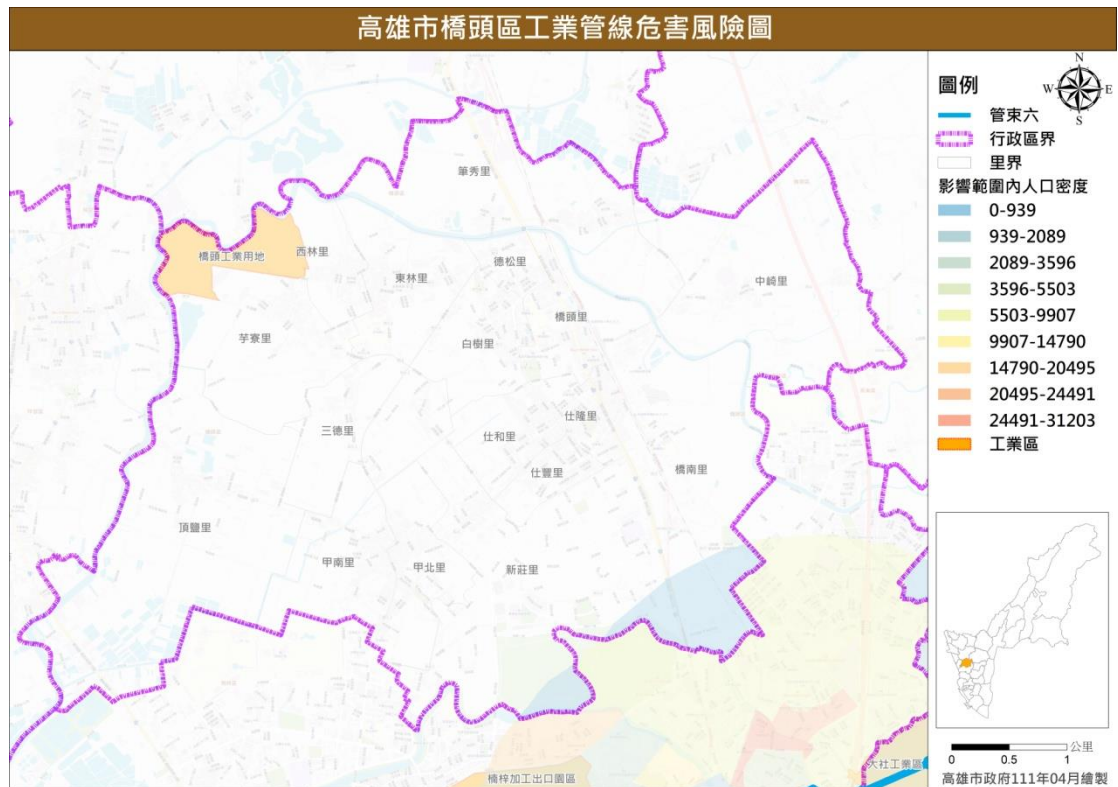 高雄市橋頭區工業管線危害風險圖
圖例
N
W
E
S
管束六
行政區界
里界
影響範圍內人口密度
0-939
939-2089
2089-3596
3596-5503
5503-9907
9907-14790
14790-20495
20495-24491
24491-31203
工業區
筆秀里
橋頭工業用地
西林里
德松里
東林里
中崎里
橋頭里
芋寮里
白樹里
仕隆里
三德里
仕和里
仕豐里
橋南里
頂鹽里
甲南里
甲北里
新莊里
楠梓加工出口園區
大社工業區
公里
0
0.5
1
高雄市政府111年04月繪製